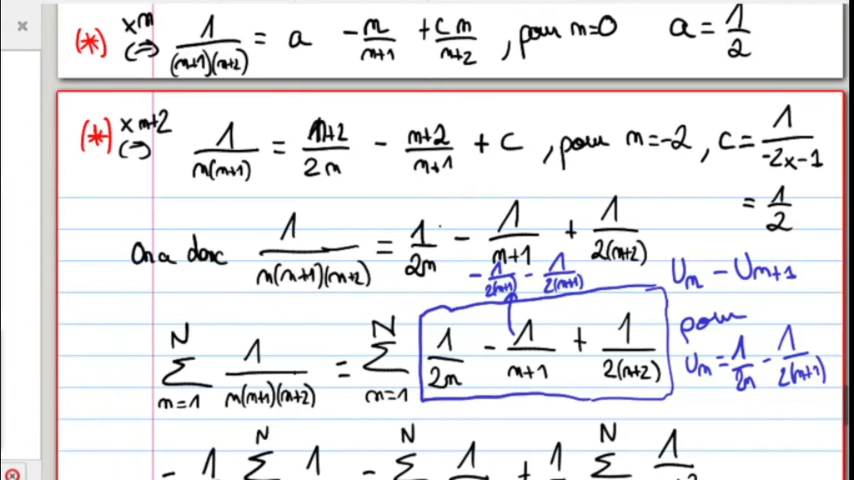 (*) xn (=) 1/((n+1)(n+2)) = a - n/(n+1) + cn/(n+2) , pour n=0 a = 1/2
(*) x n+2 (=) 1/(n(n+1)) = (n+2)/(2n) - (n+2)/(n+1) + c , pour n=-2 , c = 1/(-2x-1)
= 1/2
On a donc 1/(n(n+1)(n+2)) = 1/(2n) - 1/(n+1) + 1/(2(n+2))
- 1/(2(n+1)) - 1/(2(n+1)) Un - Un+1
pour
N Σ n=1 1/(n(n+1)(n+2)) = N Σ n=1 1/(2n) - 1/(n+1) + 1/(2(n+2)) Un = 1/(2n) - 1/(2(n+1))